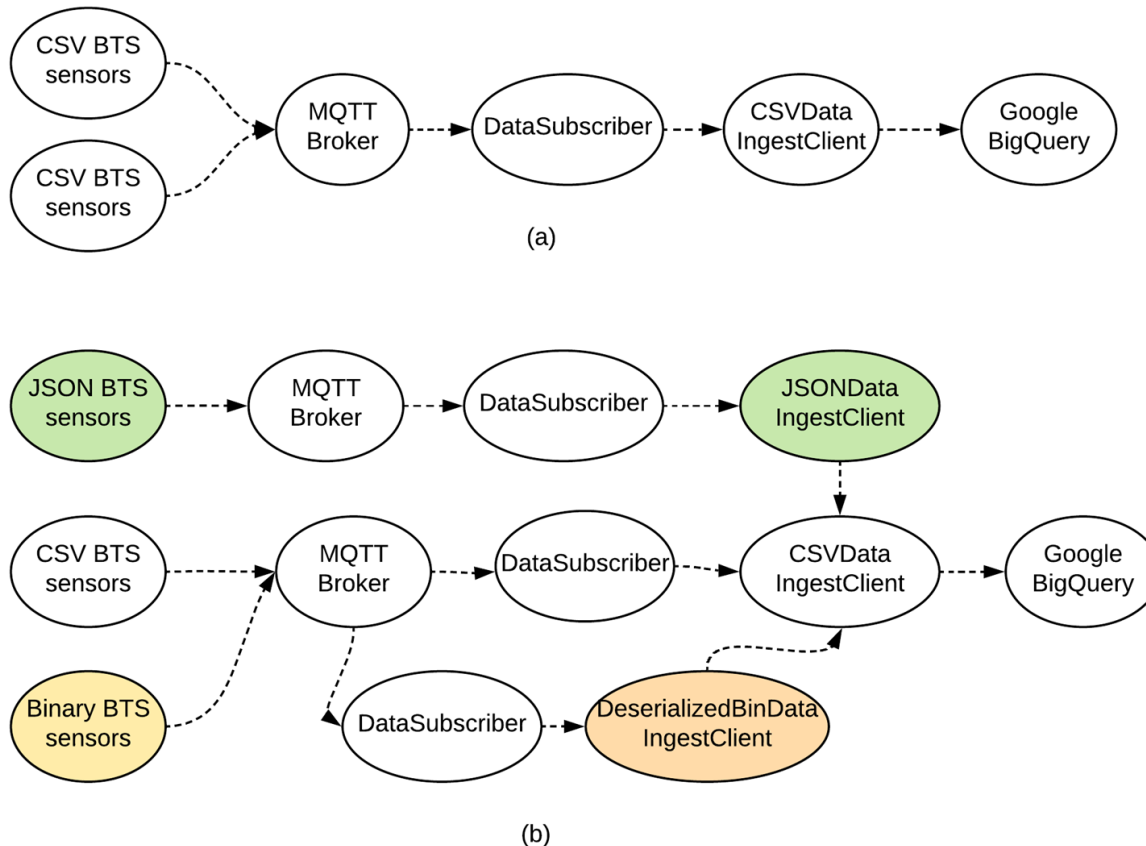 CSV BTS
sensors
CSV BTS
sensors
MQTT
Broker
DataSubscriber
CSVData
IngestClient
Google
BigQuery
(a)
JSON BTS
sensors
MQTT
Broker
DataSubscriber
JSONData
IngestClient
CSV BTS
sensors
MQTT
Broker
DataSubscriber
CSVData
IngestClient
Google
BigQuery
Binary BTS
sensors
DataSubscriber
DeserializedBinData
IngestClient
(b)